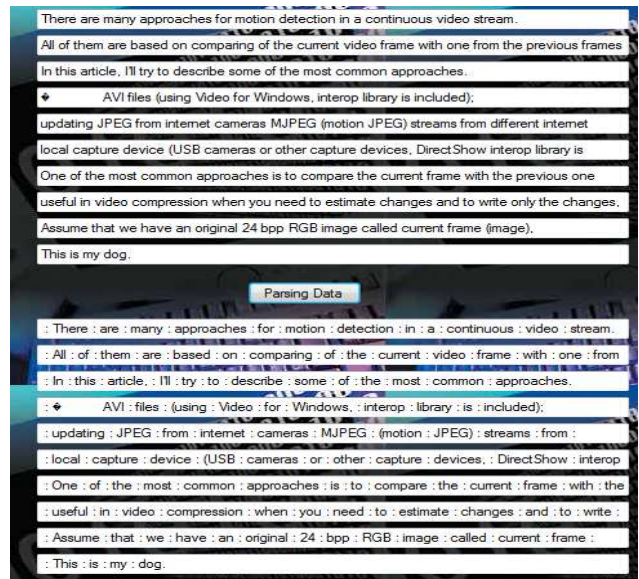 There are many approaches for motion detection in a continuous video stream.
All of them are based on comparing of the current video frame with one from the previous frames
In this article, I'll try to describe some of the most common approaches.
� AVI files (using Video for Windows, interop library is included);
updating JPEG from internet cameras MJPEG (motion JPEG) streams from different internet
local capture device (USB cameras or other capture devices, DirectShow interop library is
One of the most common approaches is to compare the current frame with the previous one
useful in video compression when you need to estimate changes and to write only the changes,
Assume that we have an original 24 bpp RGB image called current frame (image),
This is my dog.
Parsing Data
: There : are : many : approaches : for : motion : detection : in : a : continuous : video : stream.
: All : of : them : are : based : on : comparing : of : the : current : video : frame : with : one : from
: In : this : article, : I'll : try : to : describe : some : of : the : most : common : approaches.
: � AVI : files : (using : Video : for : Windows, : interop : library : is : included);
: updating : JPEG : from : internet : cameras : MJPEG : (motion : JPEG) : streams : from :
: local : capture : device : (USB : cameras : or : other : capture : devices, : DirectShow : interop
: One : of : the : most : common : approaches : is : to : compare : the : current : frame : with : the
: useful : in : video : compression : when : you : need : to : estimate : changes : and : to : write :
: Assume : that : we : have : an : original : 24 : bpp : RGB : image : called : current : frame :
: This : is : my : dog.